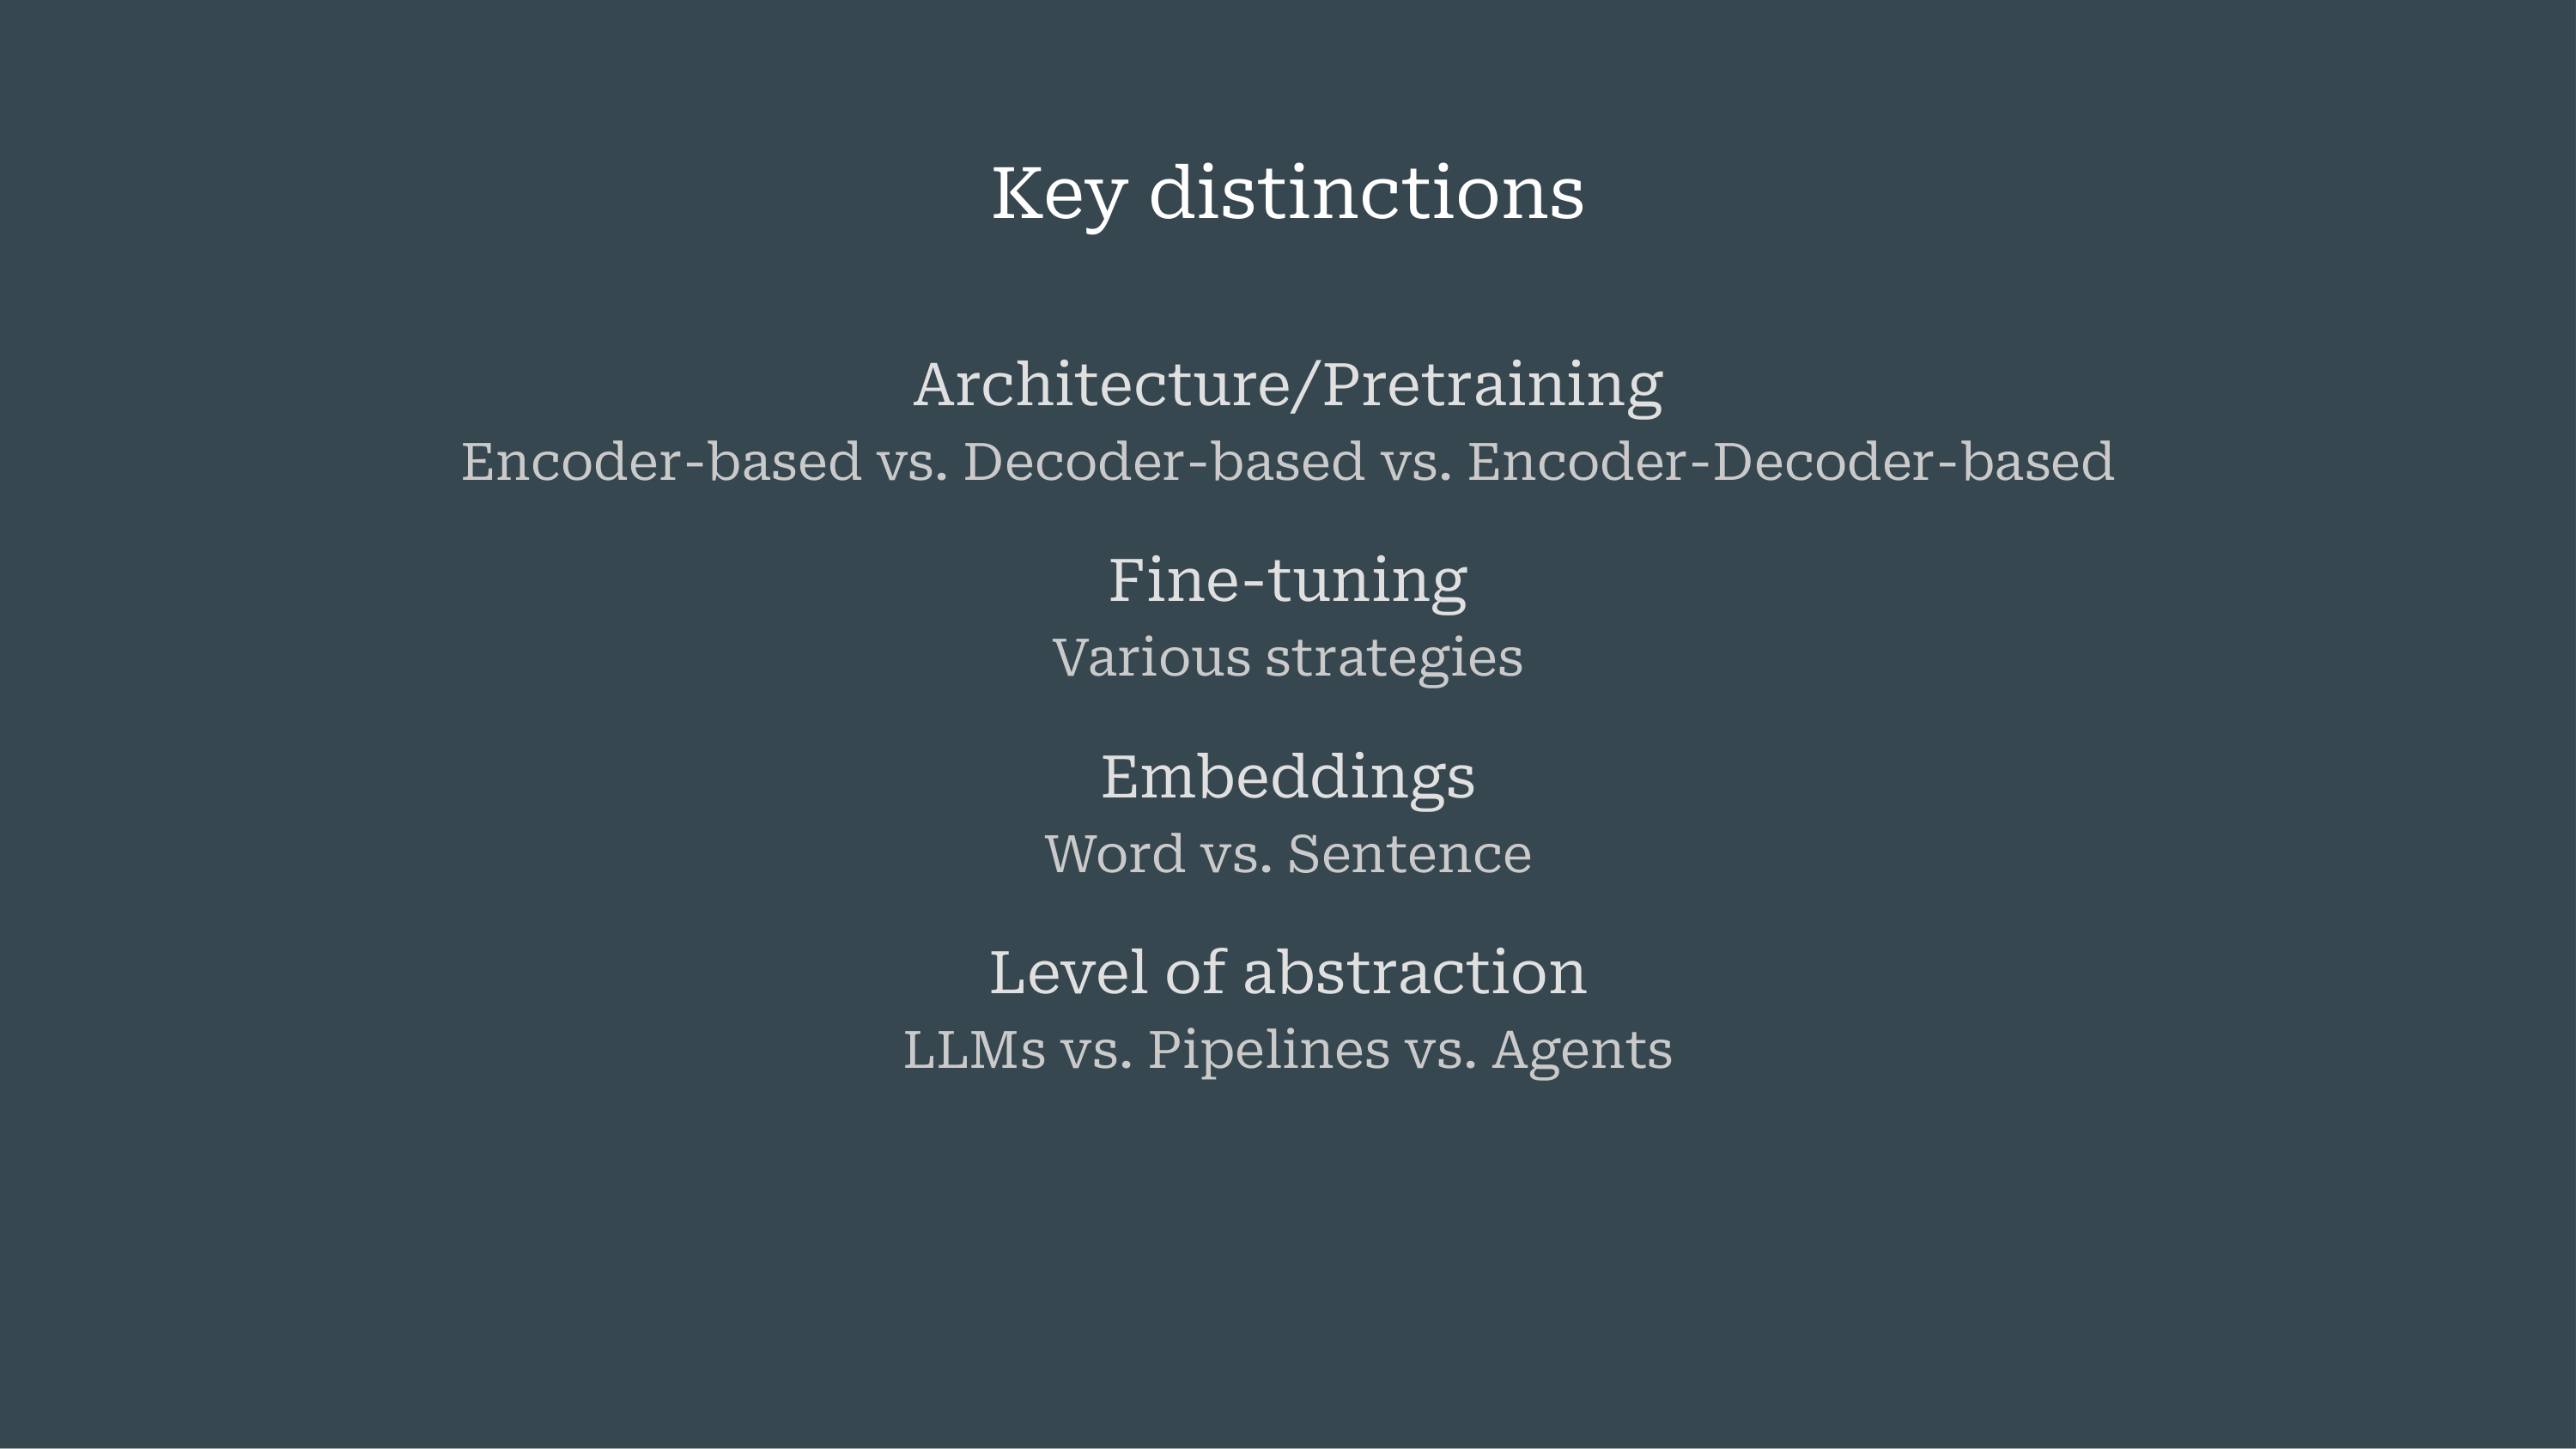 Key distinctions
Architecture/Pretraining
Encoder-based vs. Decoder-based vs. Encoder-Decoder-based
Fine-tuning
Various strategies
Embeddings
Word vs. Sentence
Level of abstraction
LLMs vs. Pipelines vs. Agents